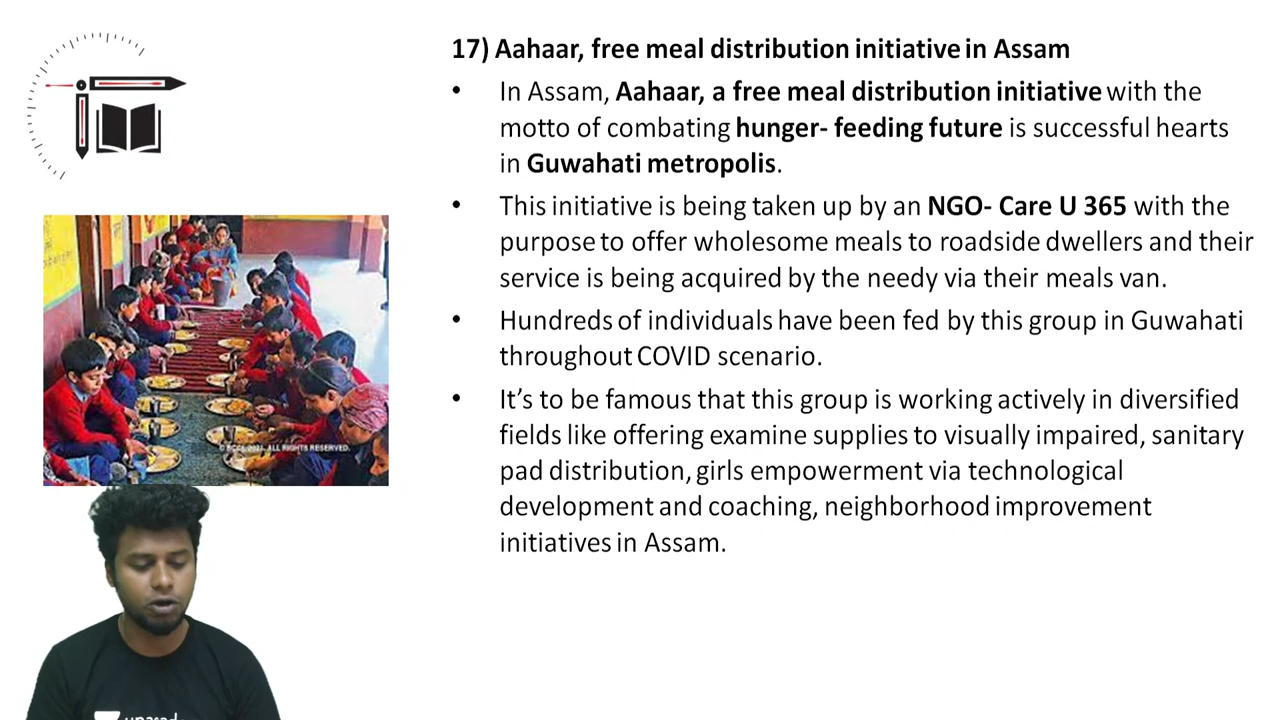 17) Aahaar, free meal distribution initiative in Assam
• In Assam, Aahaar, a free meal distribution initiative with the
motto of combating hunger- feeding future is successful hearts
in Guwahati metropolis.
• This initiative is being taken up by an NGO- Care U 365 with the
purpose to offer wholesome meals to roadside dwellers and their
service is being acquired by the needy via their meals van.
• Hundreds of individuals have been fed by this group in Guwahati
throughout COVID scenario.
• It's to be famous that this group is working actively in diversified
fields like offering examine supplies to visually impaired, sanitary
pad distribution, girls empowerment via technological
development and coaching, neighborhood improvement
initiatives in Assam.
ALL RIGHTS RESERVED.